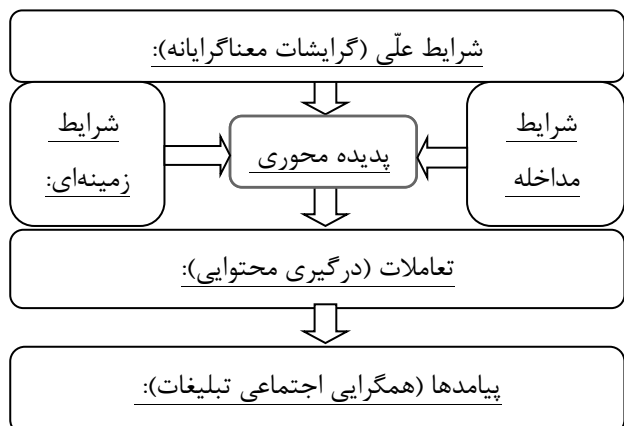 شرایط علّی (گرایشات معناگرایانه):
شرایط
مداخله
پدیده محوری
شرایط
زمینه‌ای:
تعاملات (درگیری محتوایی):
پیامدها (همگرایی اجتماعی تبلیغات):